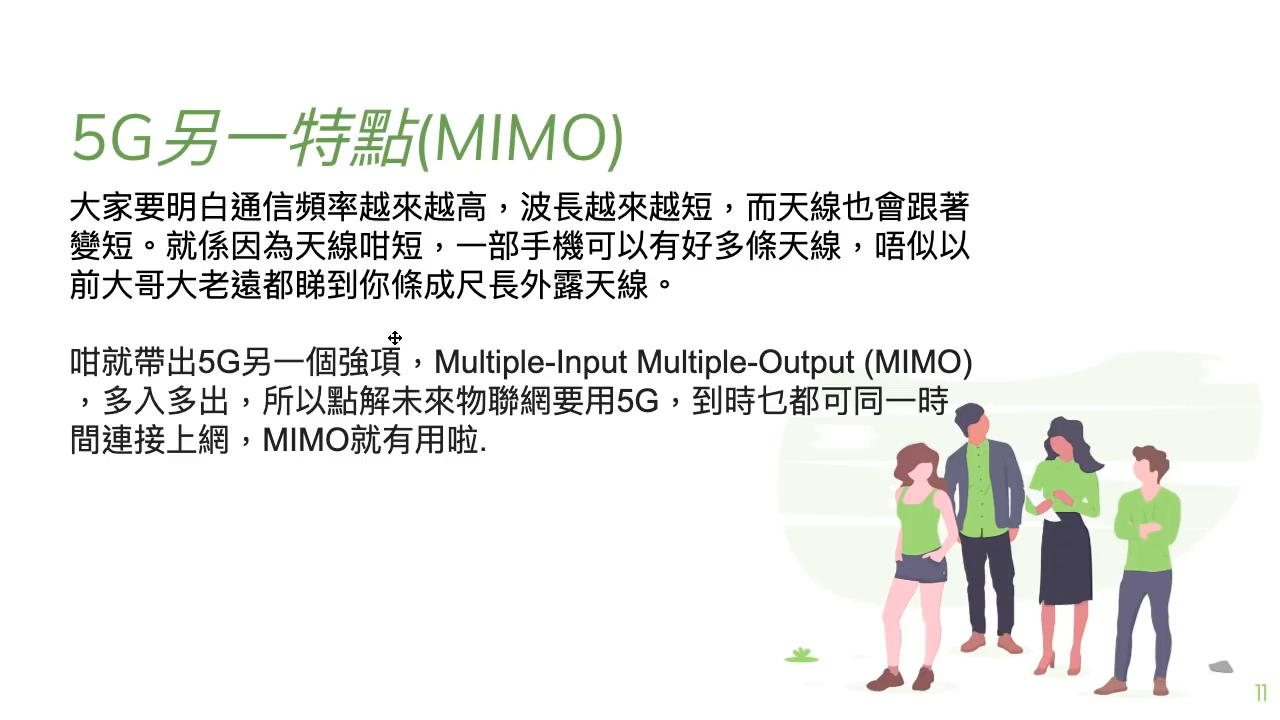 5G另一特點(MIMO)
大家要明白通信頻率越來越高，波長越來越短，而天線也會跟著
變短。就係因為天線咁短，一部手機可以有好多條天線，唔似以
前大哥大老遠都睇到你條成尺長外露天線。
咁就帶出5G另一個強項，Multiple-Input Multiple-Output (MIMO)
，多入多出，所以點解未來物聯網要用5G，到時乜都可同一時
間連接上網，MIMO就有用啦.
11